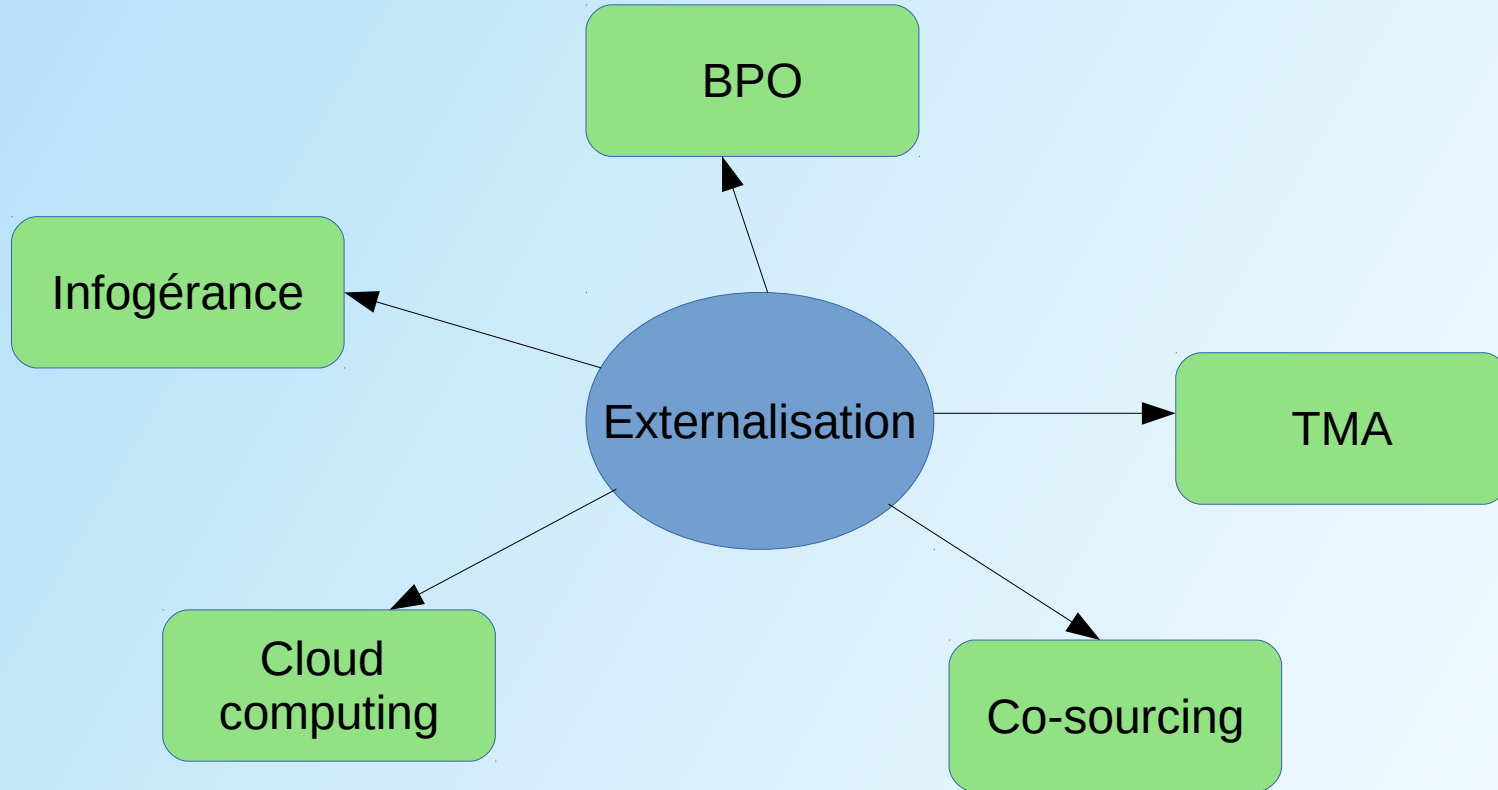 BPO
Infogérance
Externalisation
TMA
Cloud
computing
Co-sourcing